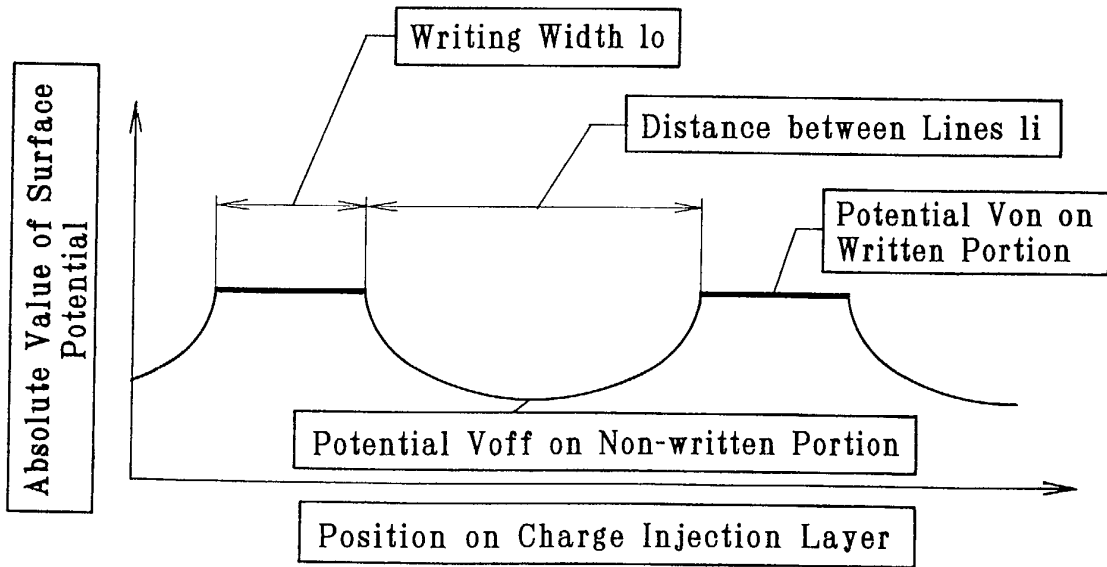 Writing Width lo
Distance between Lines li
Potential Von on
Written Portion
Absolute Value of Surface
Potential
Potential Voff on Non-written Portion
Position on Charge Injection Layer